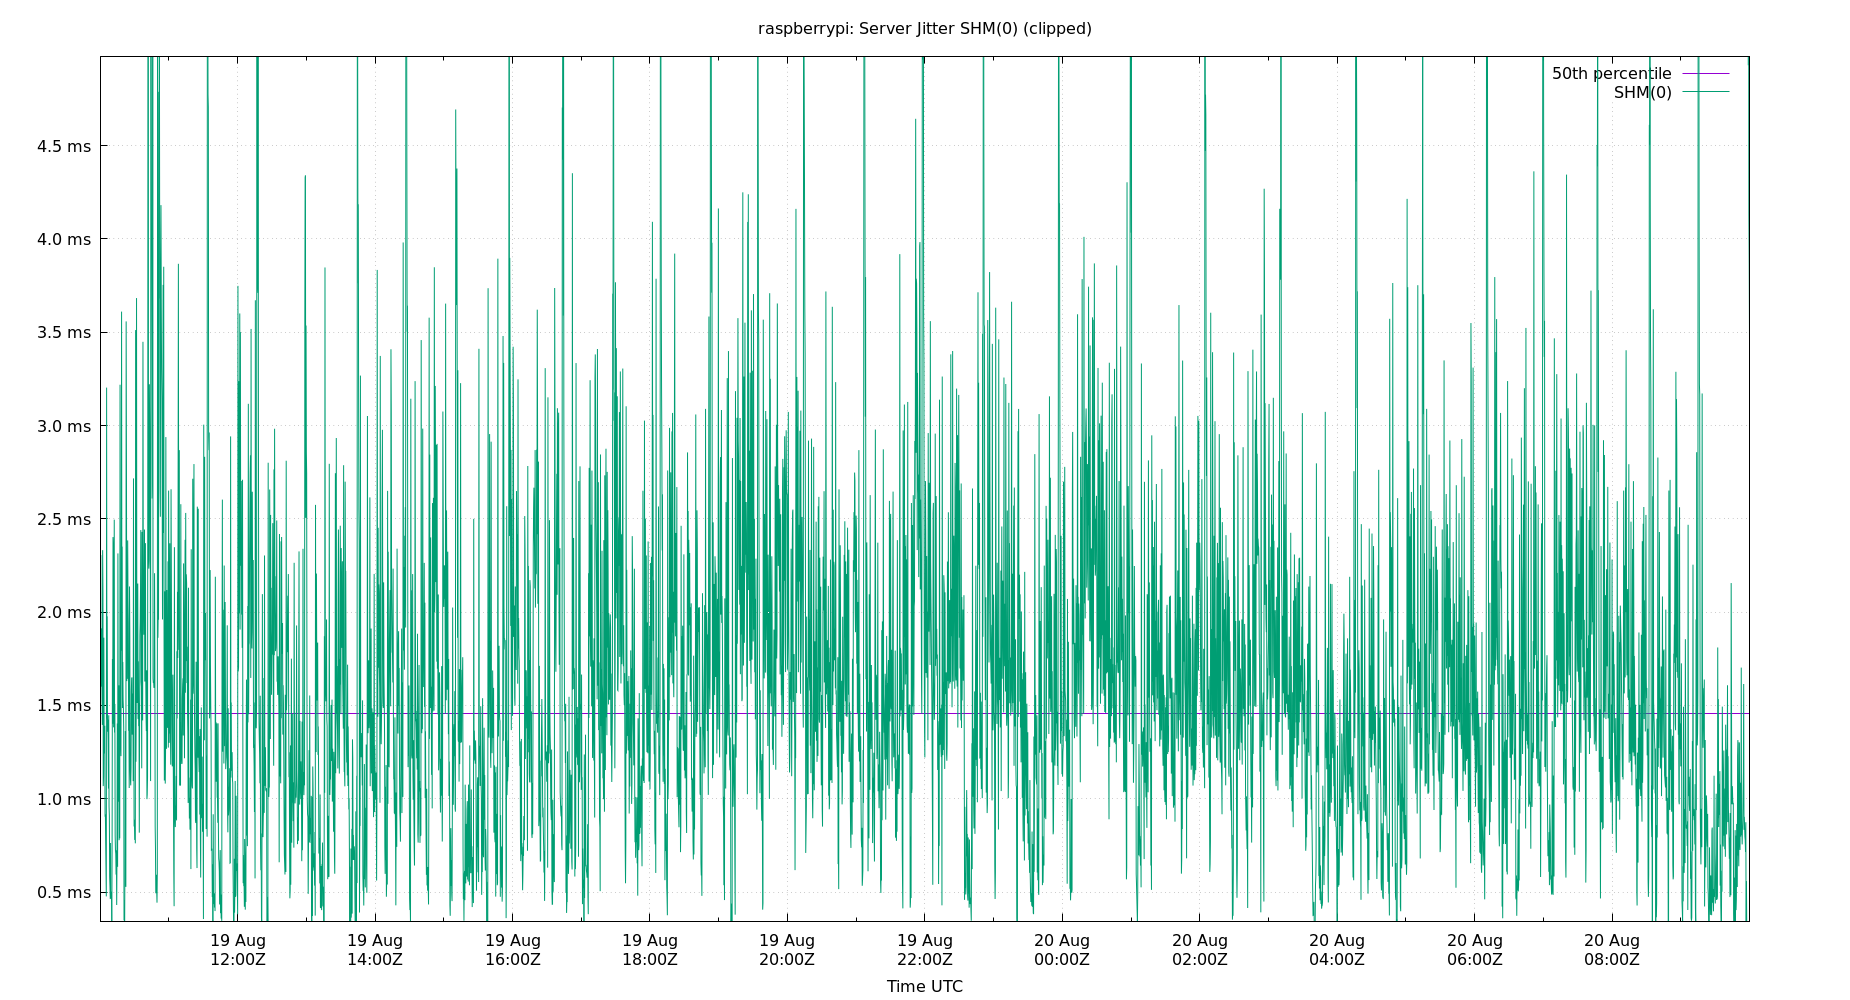 raspberrypi: Server Jitter SHM(0) (clipped)
50th percentile
SHM(0)
4.5 ms
4.0 ms
3.5 ms
3.0 ms
2.5 ms
2.0 ms
1.5 ms
1.0 ms
0.5 ms
19 Aug 19 Aug 19 Aug 19 Aug 19 Aug 19 Aug 20 Aug 20 Aug 20 Aug 20 Aug 20 Aug
12:00Z 14:00Z 16:00Z 18:00Z 20:00Z 22:00Z 00:00Z 02:00Z 04:00Z 06:00Z 08:00Z
Time UTC